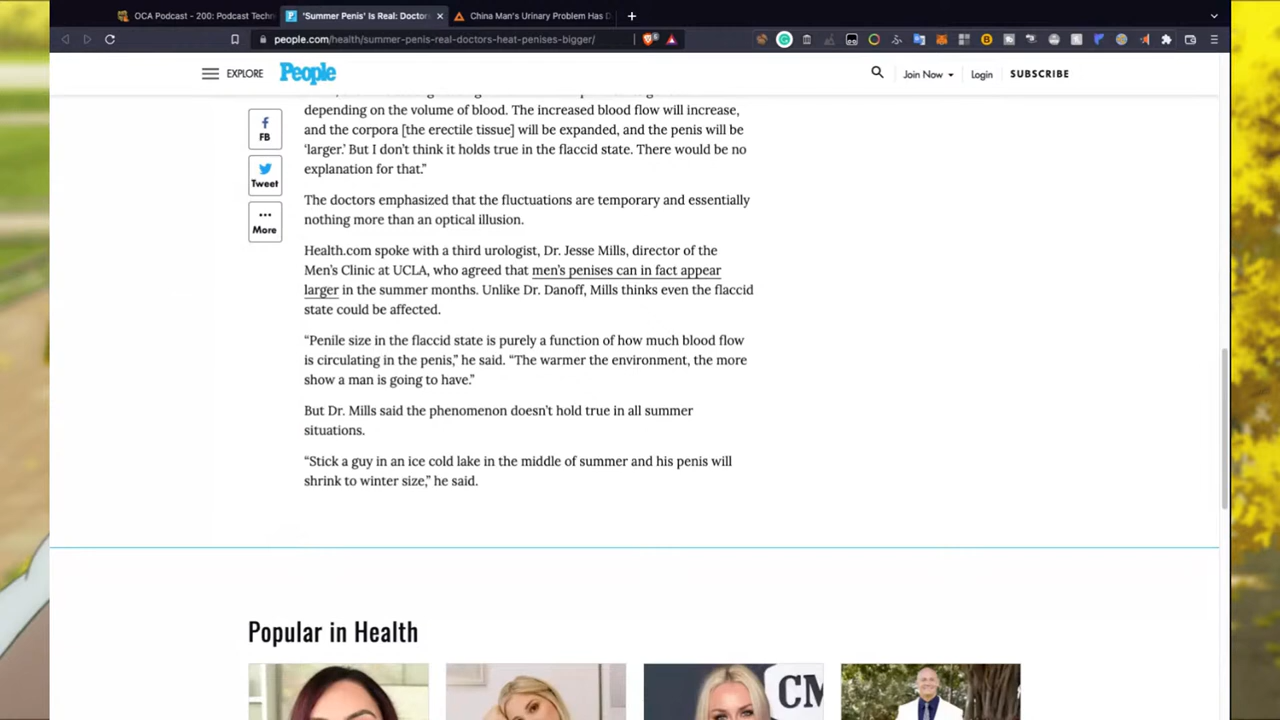 OCA Podcast - 200: Podcast Techn
'Summer Penis' Is Real: Doctor
China Man's Urinary Problem Has D
people.com/health/summer-penis-real-doctors-heat-penises-bigger/
EXPLORE
People
Join Now
Login
SUBSCRIBE
FB
Tweet
More
depending on the volume of blood. The increased blood flow will increase,
and the corpora [the erectile tissue] will be expanded, and the penis will be
‘larger.’ But I don’t think it holds true in the flaccid state. There would be no
explanation for that.”
The doctors emphasized that the fluctuations are temporary and essentially
nothing more than an optical illusion.
Health.com spoke with a third urologist, Dr. Jesse Mills, director of the
Men’s Clinic at UCLA, who agreed that men’s penises can in fact appear
larger in the summer months. Unlike Dr. Danoff, Mills thinks even the flaccid
state could be affected.
“Penile size in the flaccid state is purely a function of how much blood flow
is circulating in the penis,” he said. “The warmer the environment, the more
show a man is going to have.”
But Dr. Mills said the phenomenon doesn’t hold true in all summer
situations.
“Stick a guy in an ice cold lake in the middle of summer and his penis will
shrink to winter size,” he said.
Popular in Health
CM